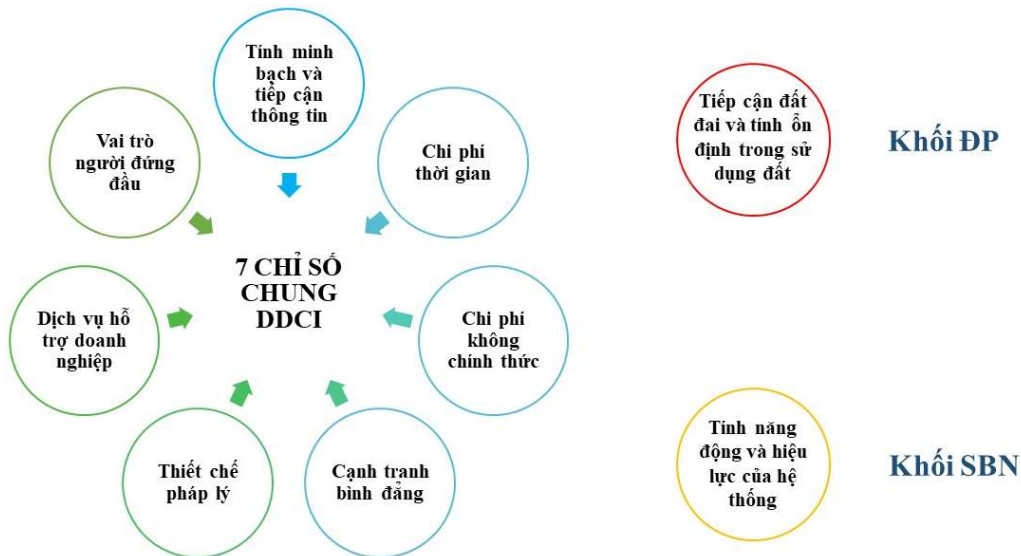 Tính minh
bạch và
tiếp cận
thông tin
Chi phí
thời gian
Chi phí
không
chính thức
Cạnh tranh
bình đẳng
Thiết chế
pháp lý
Dịch vụ hỗ
trợ doanh
nghiệp
Vai trò
người đứng
đầu
7 CHỈ SỐ
CHUNG
DDCI
Tiếp cận đất
đai và tính ổn
định trong sử
dụng đất
Khối ĐP
Tính năng
động và hiệu
lực của hệ
thống
Khối SBN